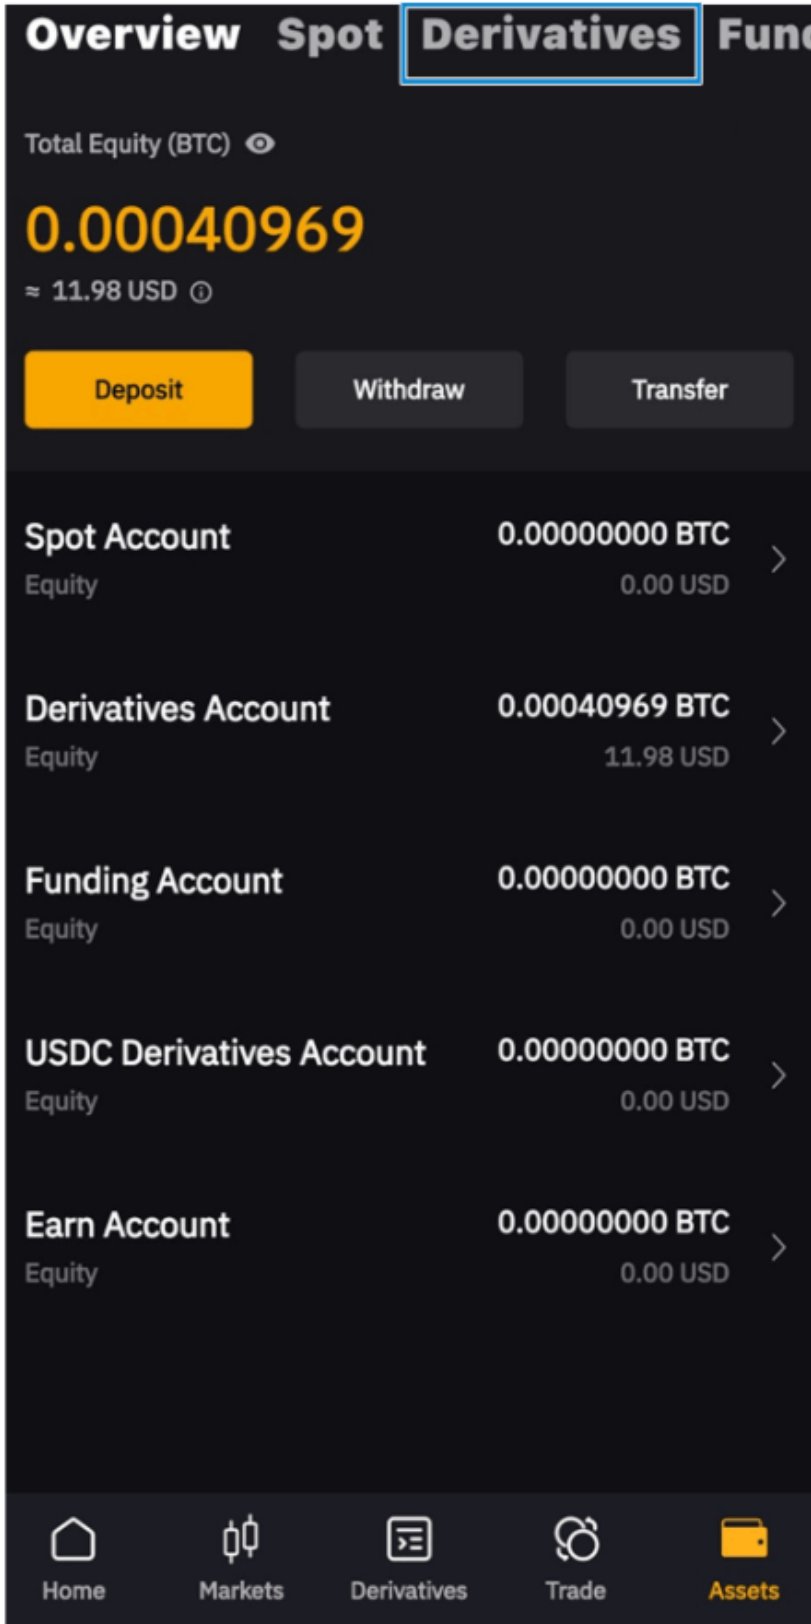 Overview Spot Derivatives
Total Equity (BTC)
0.00040969
≈ 11.98 USD
Deposit Withdraw Transfer
Spot Account 0.00000000 BTC
Equity 0.00 USD
Derivatives Account 0.00040969 BTC
Equity 11.98 USD
Funding Account 0.00000000 BTC
Equity 0.00 USD
USDC Derivatives Account 0.00000000 BTC
Equity 0.00 USD
Earn Account 0.00000000 BTC
Equity 0.00 USD
Home Markets Derivatives Trade Assets